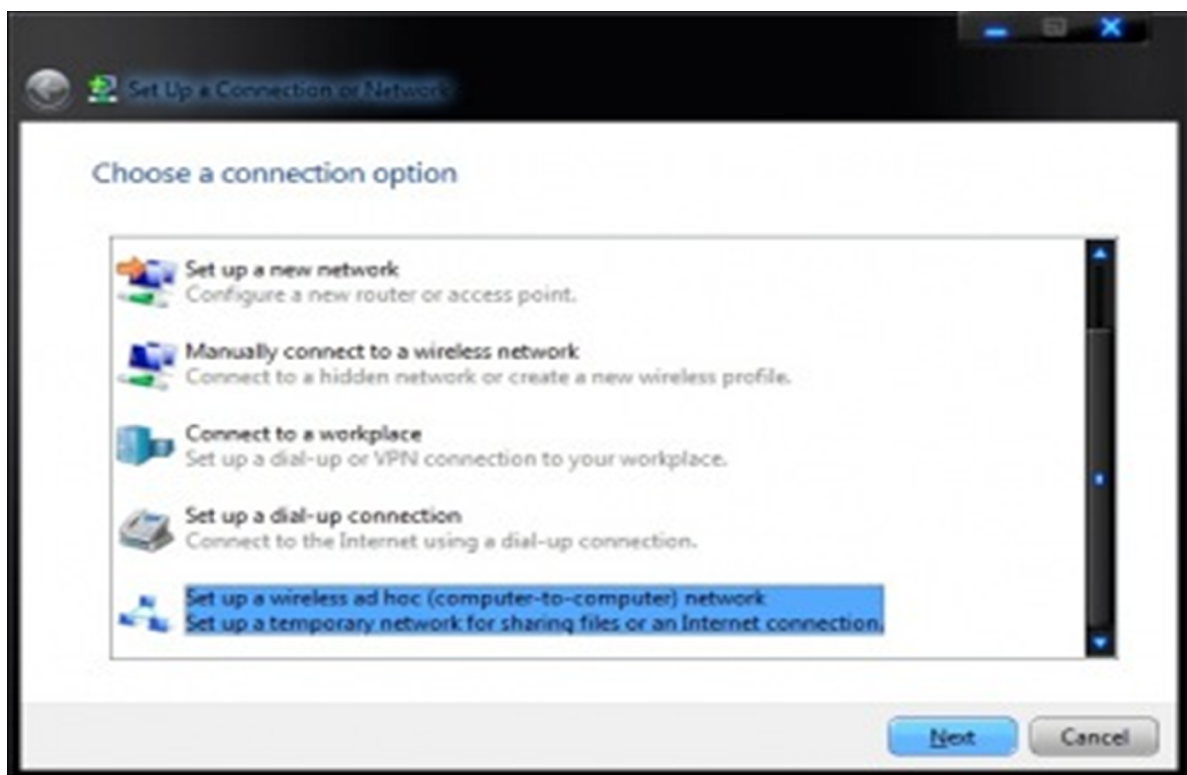 Set Up a Connection or Network
Choose a connection option
Set up a new network
Configure a new router or access point.
Manually connect to a wireless network
Connect to a hidden network or create a new wireless profile.
Connect to a workplace
Set up a dial-up or VPN connection to your workplace.
Set up a dial-up connection
Connect to the Internet using a dial-up connection.
Set up a wireless ad hoc (computer-to-computer) network
Set up a temporary network for sharing files or an Internet connection.
Next
Cancel